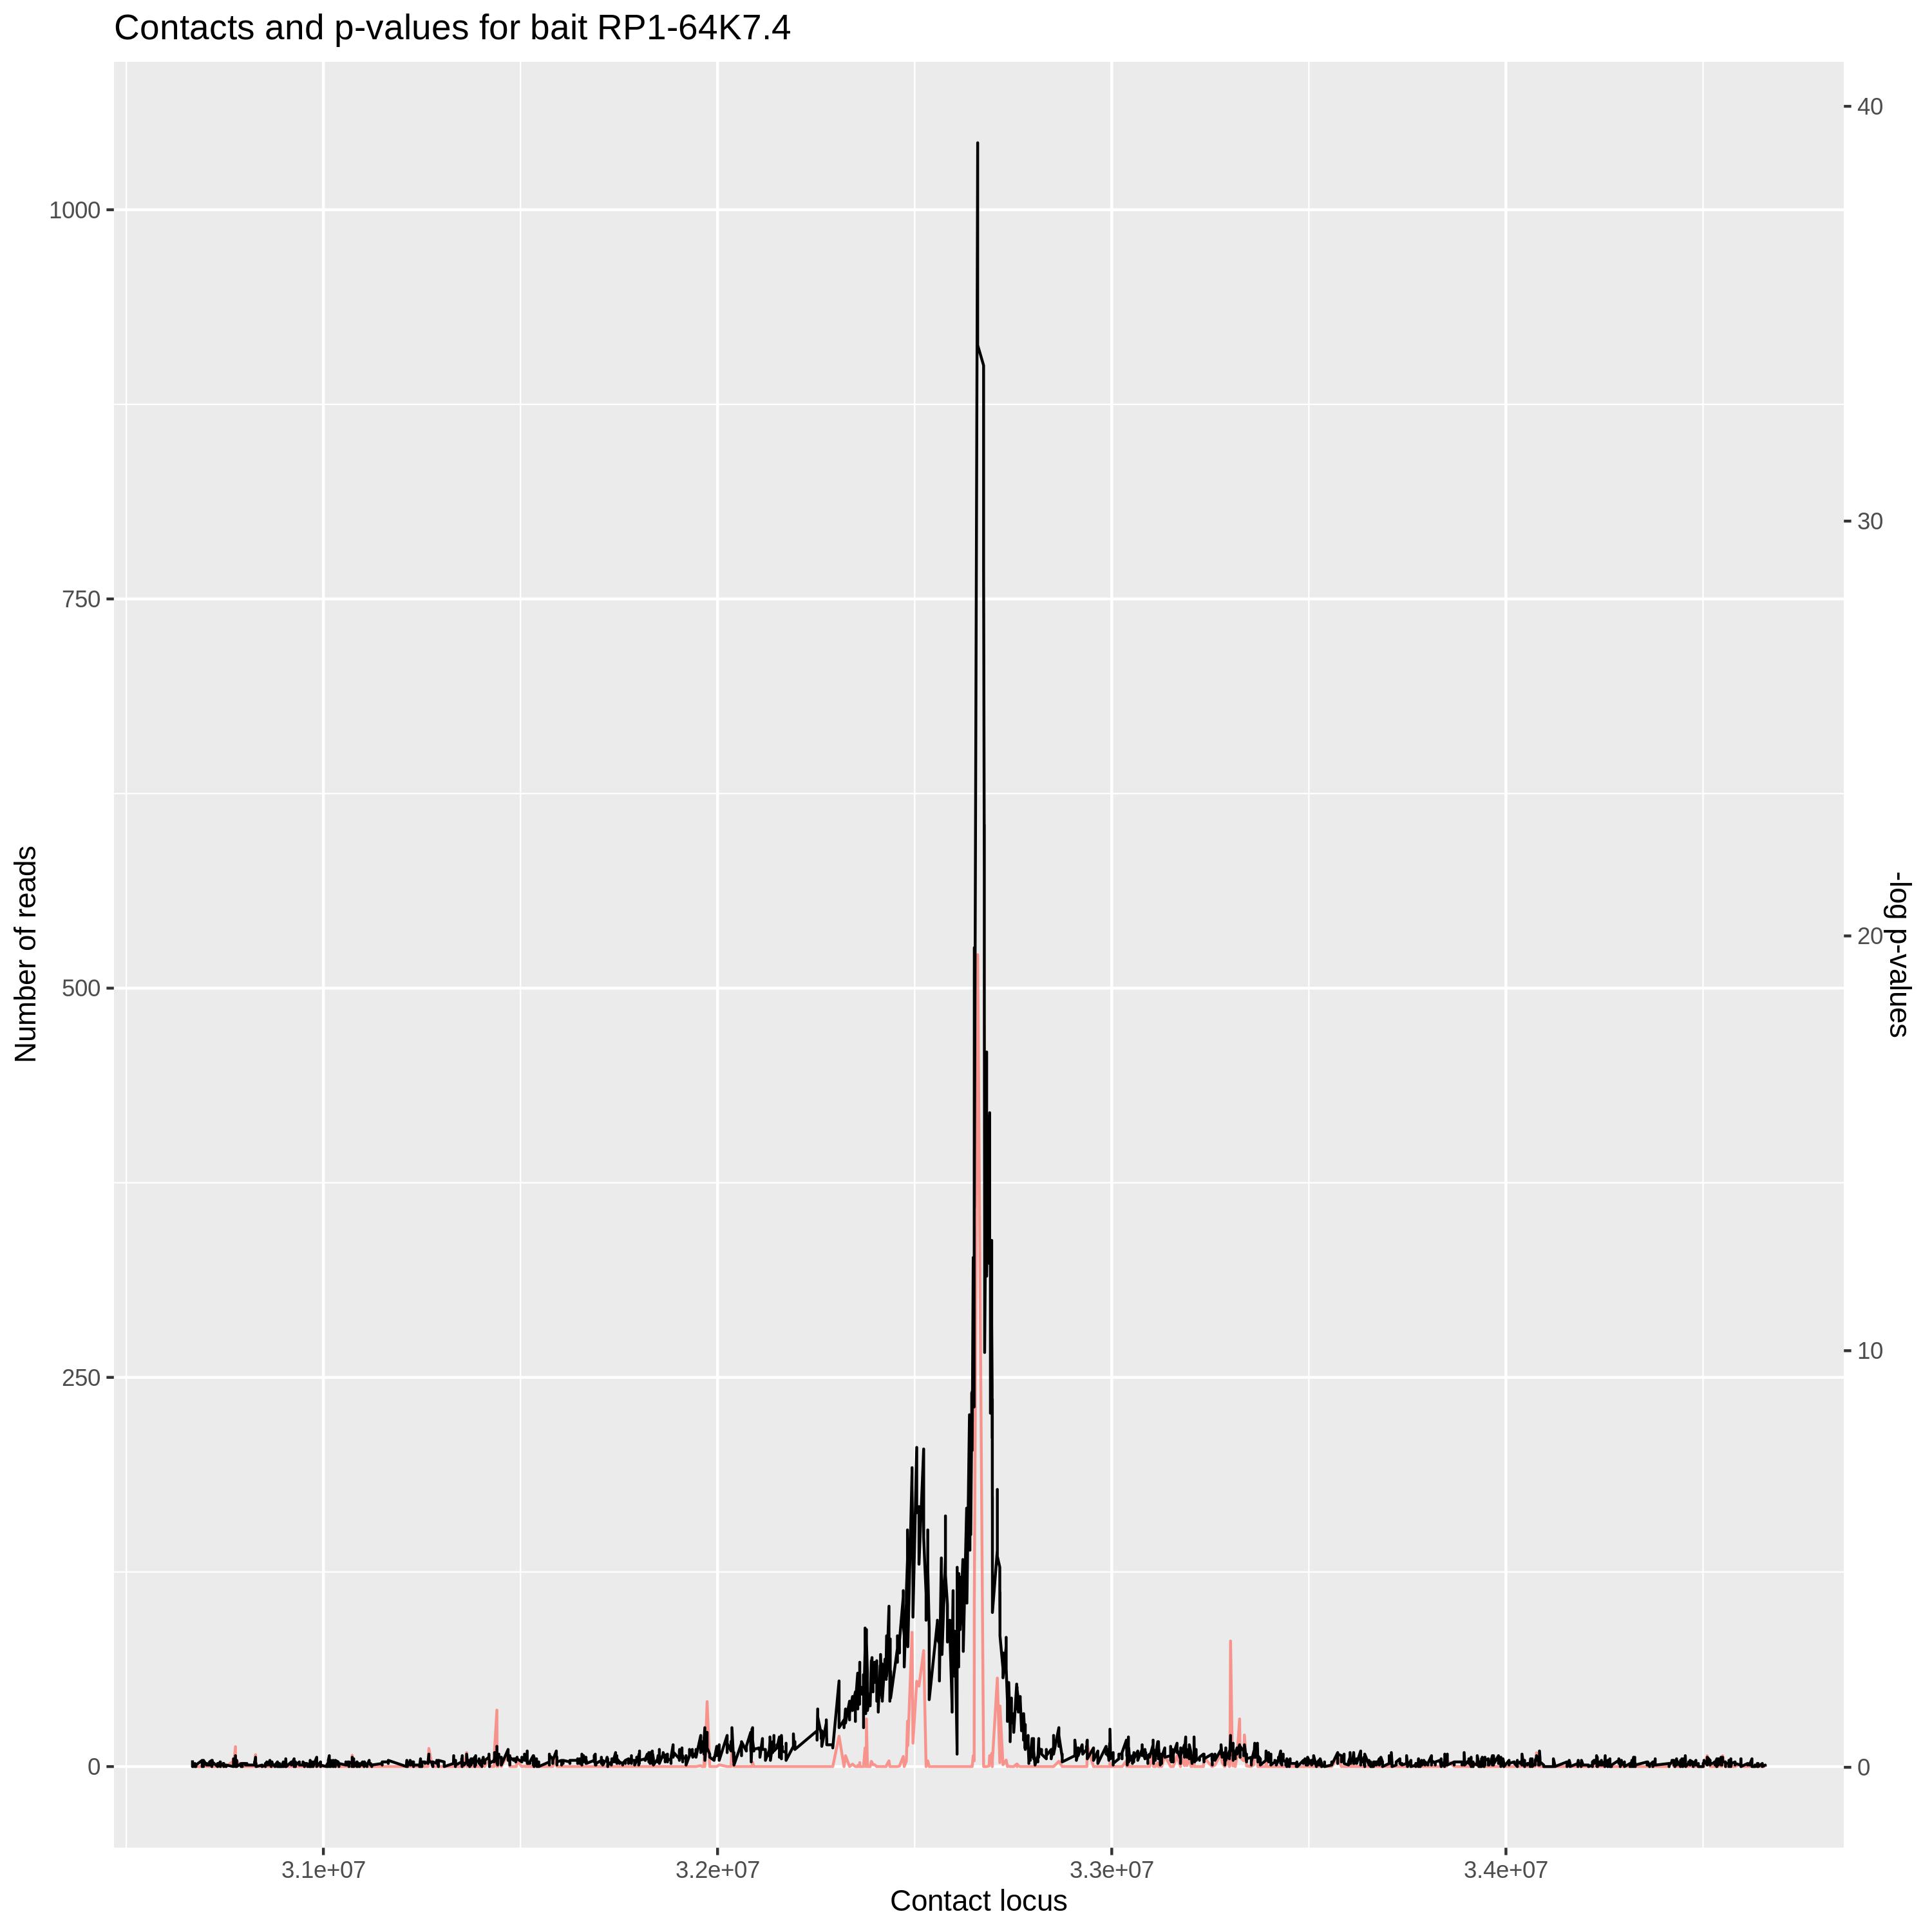 Contacts and p-values for bait RP1-64K7.4
1000
750
500
250
0
Number of reads
40
30
20
10
0
-log p-values
3.1e+07
3.2e+07
3.3e+07
3.4e+07
Contact locus